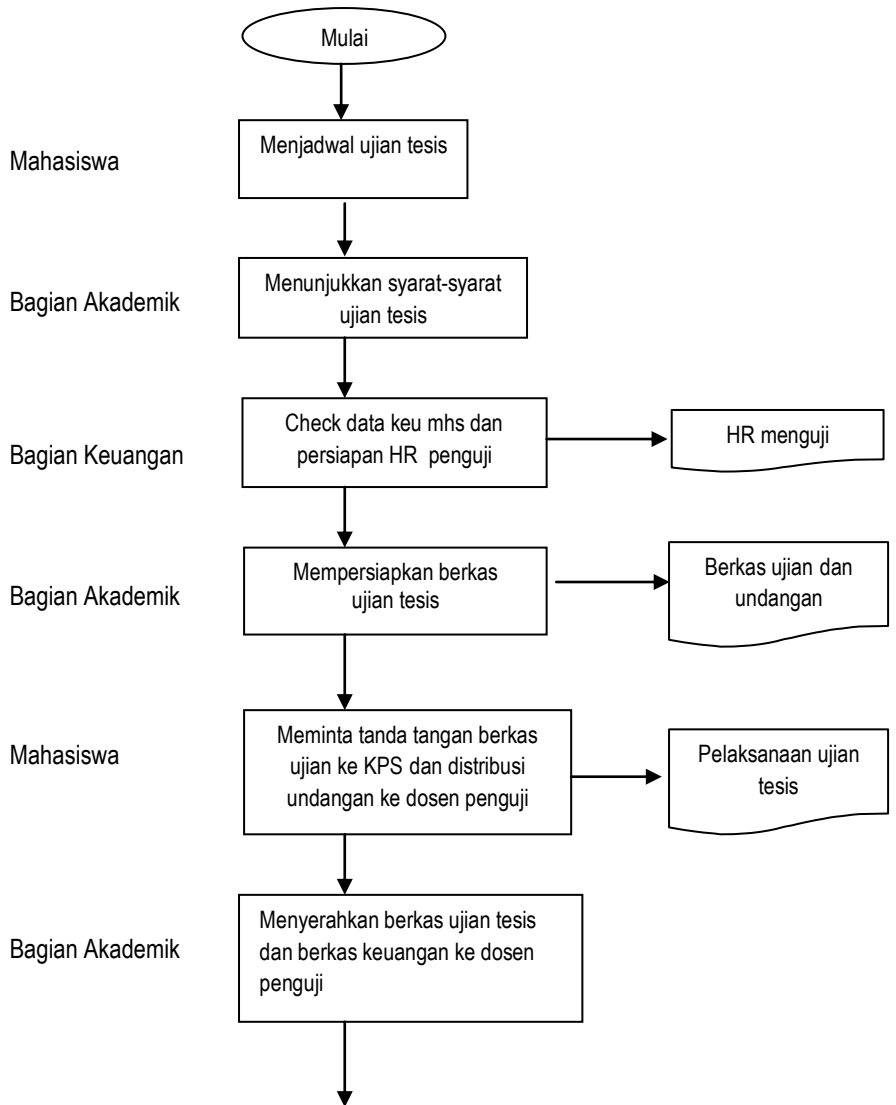 Mulai
Mahasiswa
Menjadwal ujian tesis
Bagian Akademik
Menunjukkan syarat-syarat
ujian tesis
Bagian Keuangan
Check data keu mhs dan
persiapan HR penguji
HR menguji
Bagian Akademik
Mempersiapkan berkas
ujian tesis
Berkas ujian dan
undangan
Mahasiswa
Meminta tanda tangan berkas
ujian ke KPS dan distribusi
undangan ke dosen penguji
Pelaksanaan ujian
tesis
Bagian Akademik
Menyerahkan berkas ujian tesis
dan berkas keuangan ke dosen
penguji